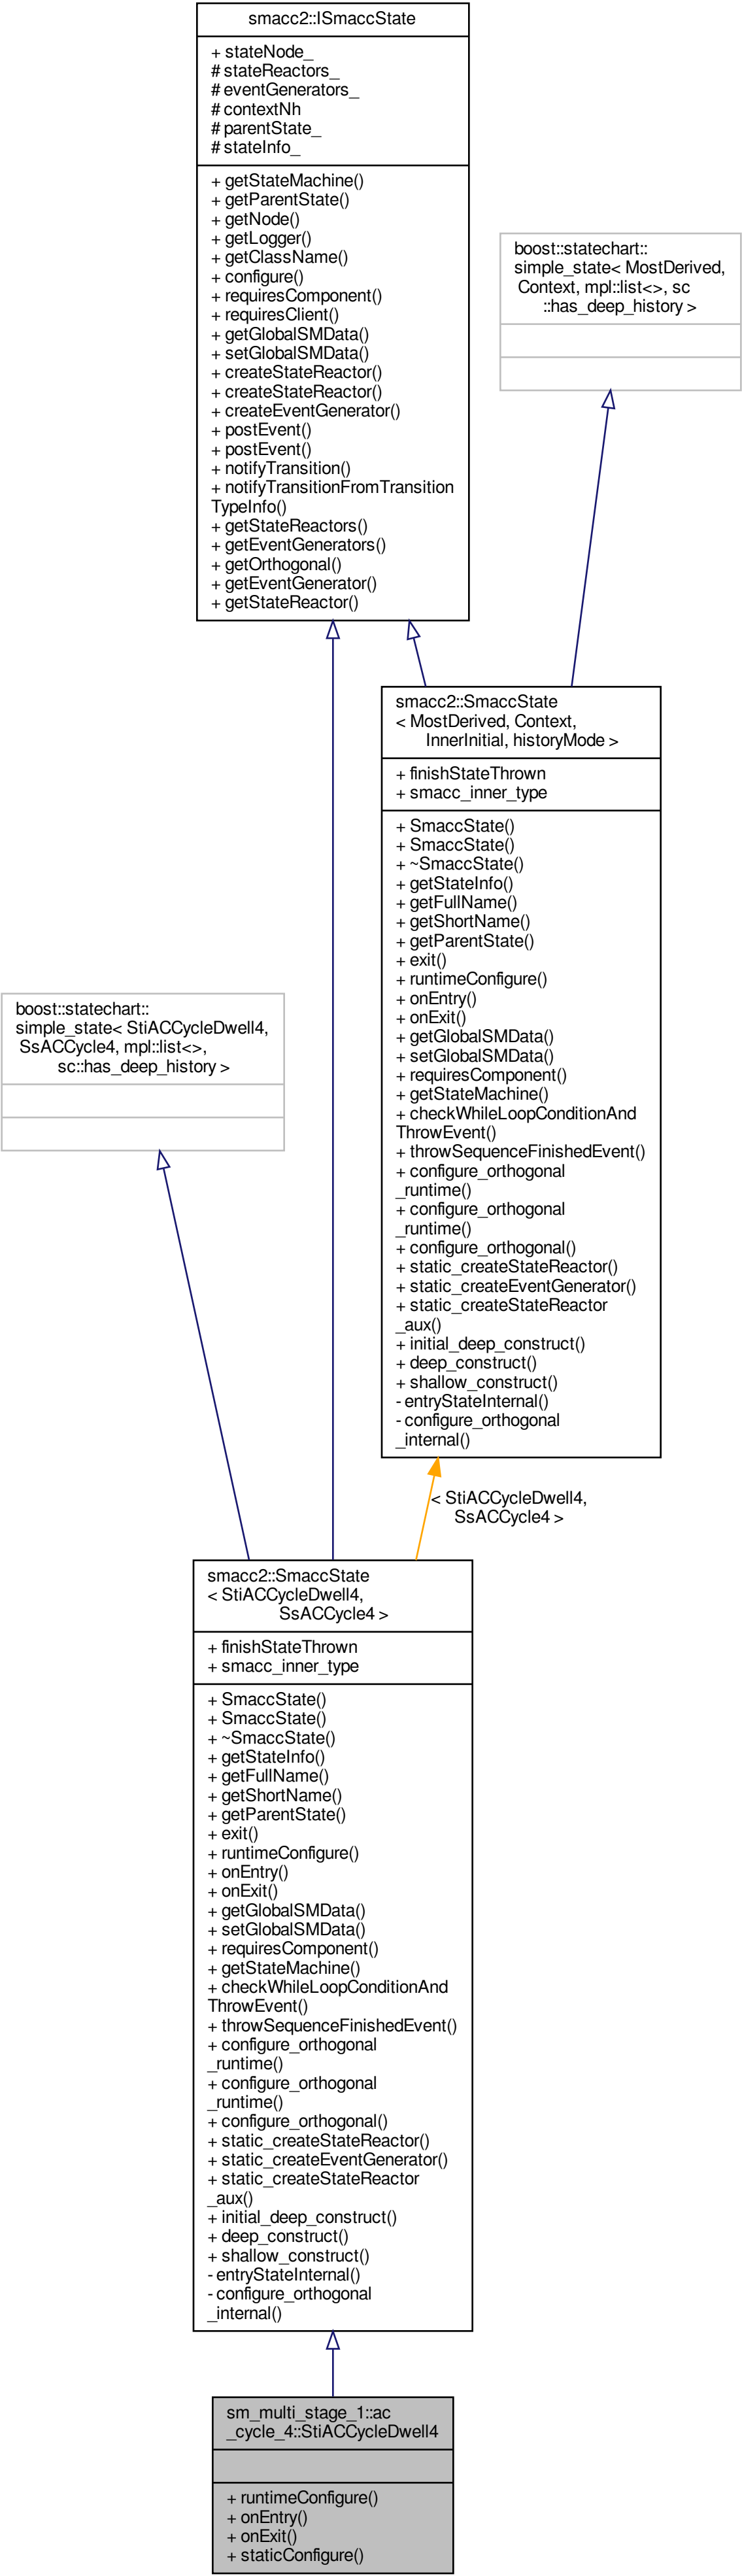 smacc2::ISmaccState
+ stateNode_
# stateReactors_
# eventGenerators_
# contextNh
# parentState_
# stateInfo_
+ getStateMachine()
+ getParentState()
+ getNode()
+ getLogger()
+ getClassName()
+ configure()
+ requiresComponent()
+ requiresClient()
+ getGlobalSMData()
+ setGlobalSMData()
+ createStateReactor()
+ createStateReactor()
+ createEventGenerator()
+ postEvent()
+ postEvent()
+ notifyTransition()
+ notifyTransitionFromTransition
TypeInfo()
+ getStateReactors()
+ getEventGenerators()
+ getOrthogonal()
+ getEventGenerator()
+ getStateReactor()
boost::statechart::
simple_state< MostDerived,
Context, mpl::list<>, sc
::has_deep_history >
smacc2::SmaccState
< MostDerived, Context,
InnerInitial, historyMode >
+ finishStateThrown
+ smacc_inner_type
+ SmaccState()
+ SmaccState()
+ ~SmaccState()
+ getStateInfo()
+ getFullName()
+ getShortName()
+ getParentState()
+ exit()
+ runtimeConfigure()
+ onEntry()
+ onExit()
+ getGlobalSMData()
+ setGlobalSMData()
+ requiresComponent()
+ getStateMachine()
+ checkWhileLoopConditionAnd
ThrowEvent()
+ throwSequenceFinishedEvent()
+ configure_orthogonal
_runtime()
+ configure_orthogonal
_runtime()
+ configure_orthogonal()
+ static_createStateReactor()
+ static_createEventGenerator()
+ static_createStateReactor
_aux()
+ initial_deep_construct()
+ deep_construct()
+ shallow_construct()
- entryStateInternal()
- configure_orthogonal
_internal()
boost::statechart::
simple_state< StiACCycleDwell4,
SsACCycle4, mpl::list<>,
sc::has_deep_history >
< StiACCycleDwell4,
SsACCycle4 >
smacc2::SmaccState
< StiACCycleDwell4,
SsACCycle4 >
+ finishStateThrown
+ smacc_inner_type
+ SmaccState()
+ SmaccState()
+ ~SmaccState()
+ getStateInfo()
+ getFullName()
+ getShortName()
+ getParentState()
+ exit()
+ runtimeConfigure()
+ onEntry()
+ onExit()
+ getGlobalSMData()
+ setGlobalSMData()
+ requiresComponent()
+ getStateMachine()
+ checkWhileLoopConditionAnd
ThrowEvent()
+ throwSequenceFinishedEvent()
+ configure_orthogonal
_runtime()
+ configure_orthogonal
_runtime()
+ configure_orthogonal()
+ static_createStateReactor()
+ static_createEventGenerator()
+ static_createStateReactor
_aux()
+ initial_deep_construct()
+ deep_construct()
+ shallow_construct()
- entryStateInternal()
- configure_orthogonal
_internal()
sm_multi_stage_1::ac
_cycle_4::StiACCycleDwell4
+ runtimeConfigure()
+ onEntry()
+ onExit()
+ staticConfigure()